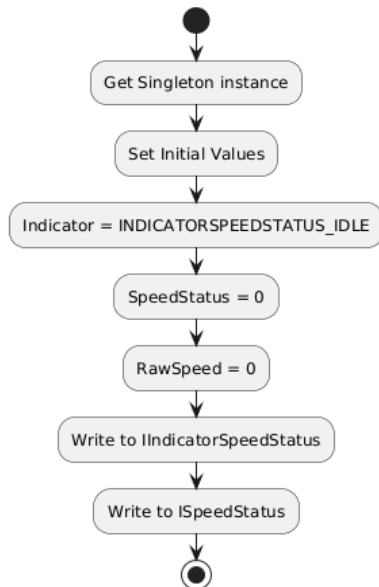 Get Singleton instance
Set Initial Values
Indicator = INDICATORSPEEDSTATUS_IDLE
SpeedStatus = 0
RawSpeed = 0
Write to IIndicatorSpeedStatus
Write to ISpeedStatus